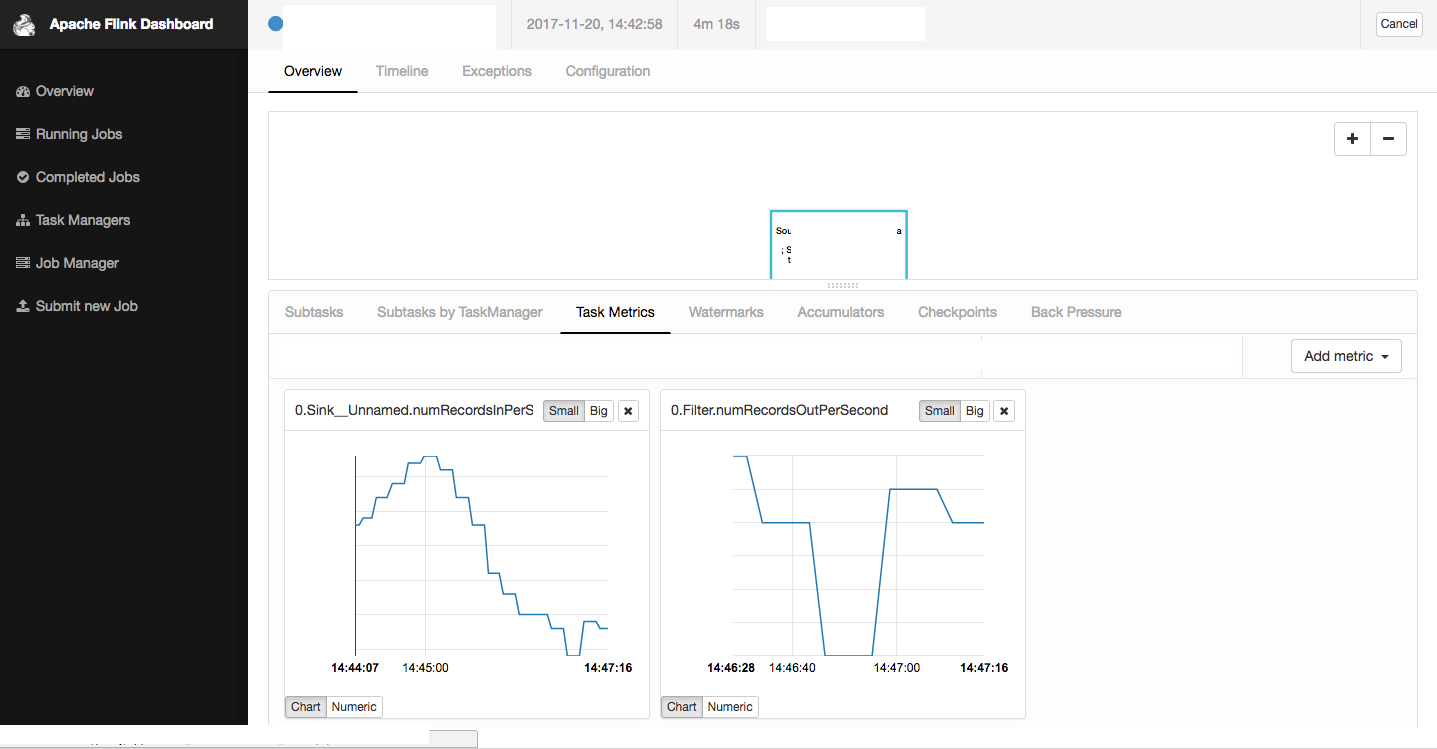 Apache Flink Dashboard
2017-11-20, 14:42:58
4m 18s
Cancel
Overview
Running Jobs
Completed Jobs
Task Managers
Job Manager
Submit new Job
Overview Timeline Exceptions Configuration
+ −
Sou a
; S
t
Subtasks Subtasks by TaskManager Task Metrics Watermarks Accumulators Checkpoints Back Pressure
Add metric
0.Sink__Unnamed.numRecordsInPerS Small Big ×
14:44:07 14:45:00 14:47:16
Chart Numeric
0.Filter.numRecordsOutPerSecond Small Big ×
14:46:28 14:46:40 14:47:00 14:47:16
Chart Numeric